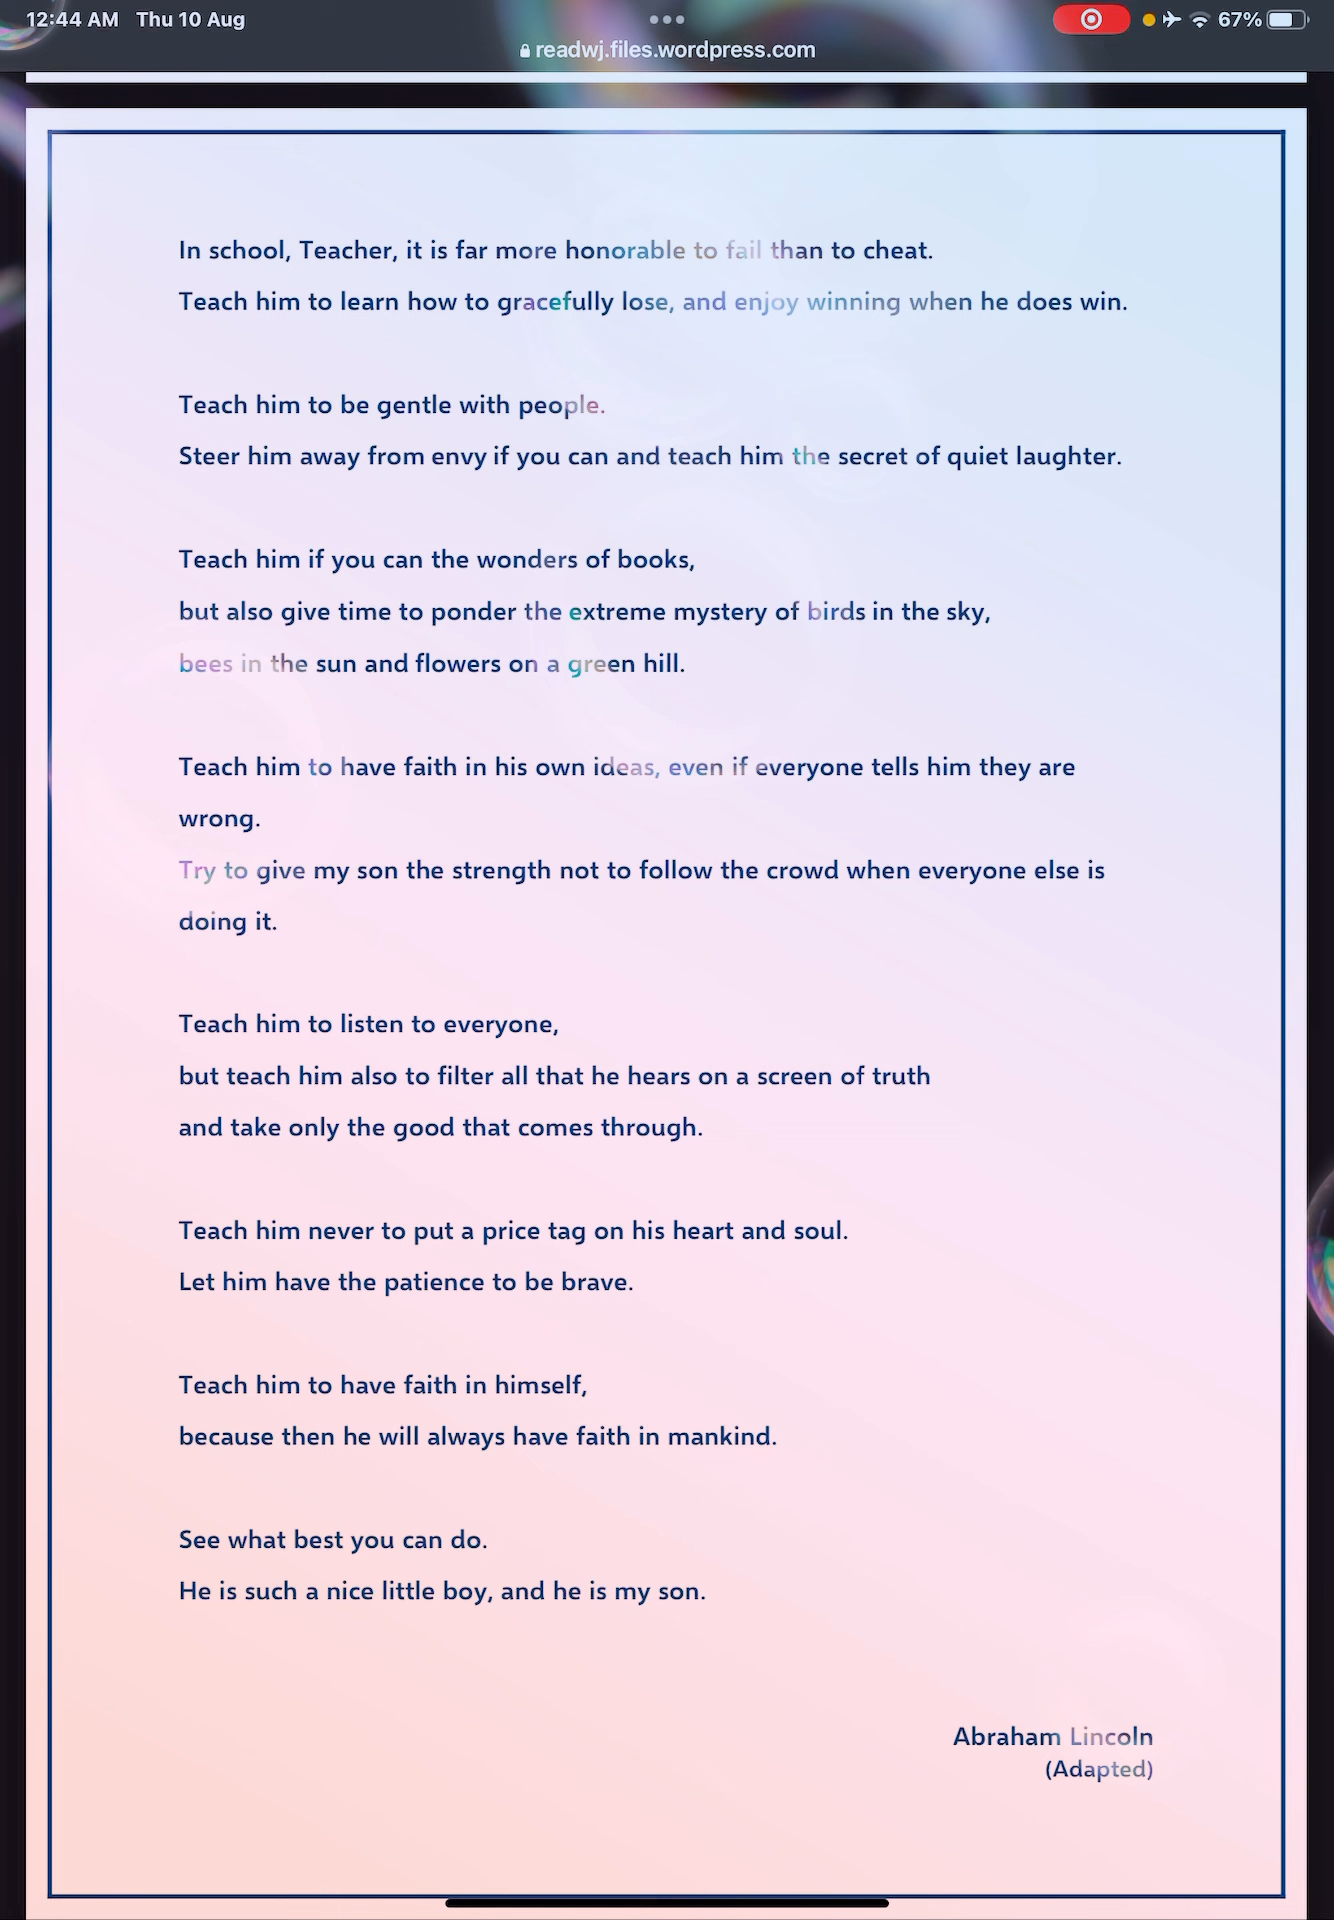 12:44 AM Thu 10 Aug
67%
readwj.files.wordpress.com
In school, Teacher, it is far more honorable to fail than to cheat.
Teach him to learn how to gracefully lose, and enjoy winning when he does win.
Teach him to be gentle with people.
Steer him away from envy if you can and teach him the secret of quiet laughter.
Teach him if you can the wonders of books,
but also give time to ponder the extreme mystery of birds in the sky,
bees in the sun and flowers on a green hill.
Teach him to have faith in his own ideas, even if everyone tells him they are
wrong.
Try to give my son the strength not to follow the crowd when everyone else is
doing it.
Teach him to listen to everyone,
but teach him also to filter all that he hears on a screen of truth
and take only the good that comes through.
Teach him never to put a price tag on his heart and soul.
Let him have the patience to be brave.
Teach him to have faith in himself,
because then he will always have faith in mankind.
See what best you can do.
He is such a nice little boy, and he is my son.
Abraham Lincoln
(Adapted)